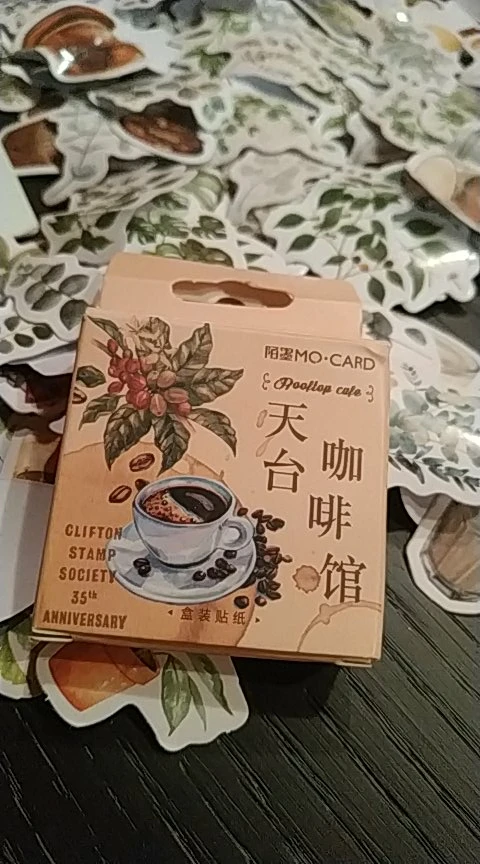 陌墨MO·CARD
Rooftop cafe
天台
咖啡馆
CLIFTON
STAMP
SOCIETY
35th
ANNIVERSARY
盒装贴纸